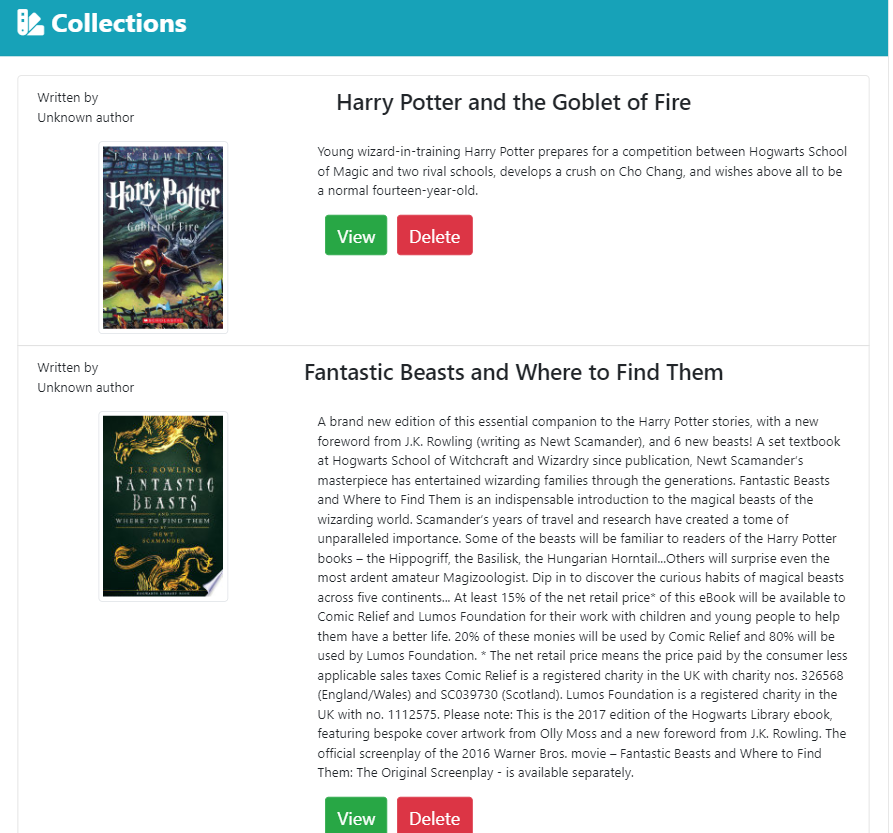 Collections
Written by
Unknown author
Harry Potter and the Goblet of Fire
J. K. ROWLING
Harry Potter
and the
Goblet of Fire
SCHOLASTIC
Young wizard-in-training Harry Potter prepares for a competition between Hogwarts School
of Magic and two rival schools, develops a crush on Cho Chang, and wishes above all to be
a normal fourteen-year-old.
View Delete
Written by
Unknown author
Fantastic Beasts and Where to Find Them
J.K. ROWLING
FANTASTIC
BEASTS
AND
WHERE TO FIND THEM
BY
NEWT
SCAMANDER
HOGWARTS LIBRARY BOOK
A brand new edition of this essential companion to the Harry Potter stories, with a new
foreword from J.K. Rowling (writing as Newt Scamander), and 6 new beasts! A set textbook
at Hogwarts School of Witchcraft and Wizardry since publication, Newt Scamander's
masterpiece has entertained wizarding families through the generations. Fantastic Beasts
and Where to Find Them is an indispensable introduction to the magical beasts of the
wizarding world. Scamander's years of travel and research have created a tome of
unparalleled importance. Some of the beasts will be familiar to readers of the Harry Potter
books – the Hippogriff, the Basilisk, the Hungarian Horntail...Others will surprise even the
most ardent amateur Magizoologist. Dip in to discover the curious habits of magical beasts
across five continents... At least 15% of the net retail price* of this eBook will be available to
Comic Relief and Lumos Foundation for their work with children and young people to help
them have a better life. 20% of these monies will be used by Comic Relief and 80% will be
used by Lumos Foundation. * The net retail price means the price paid by the consumer less
applicable sales taxes Comic Relief is a registered charity in the UK with charity nos. 326568
(England/Wales) and SC039730 (Scotland). Lumos Foundation is a registered charity in the
UK with no. 1112575. Please note: This is the 2017 edition of the Hogwarts Library ebook,
featuring bespoke cover artwork from Olly Moss and a new foreword from J.K. Rowling. The
official screenplay of the 2016 Warner Bros. movie – Fantastic Beasts and Where to Find
Them: The Original Screenplay - is available separately.
View Delete